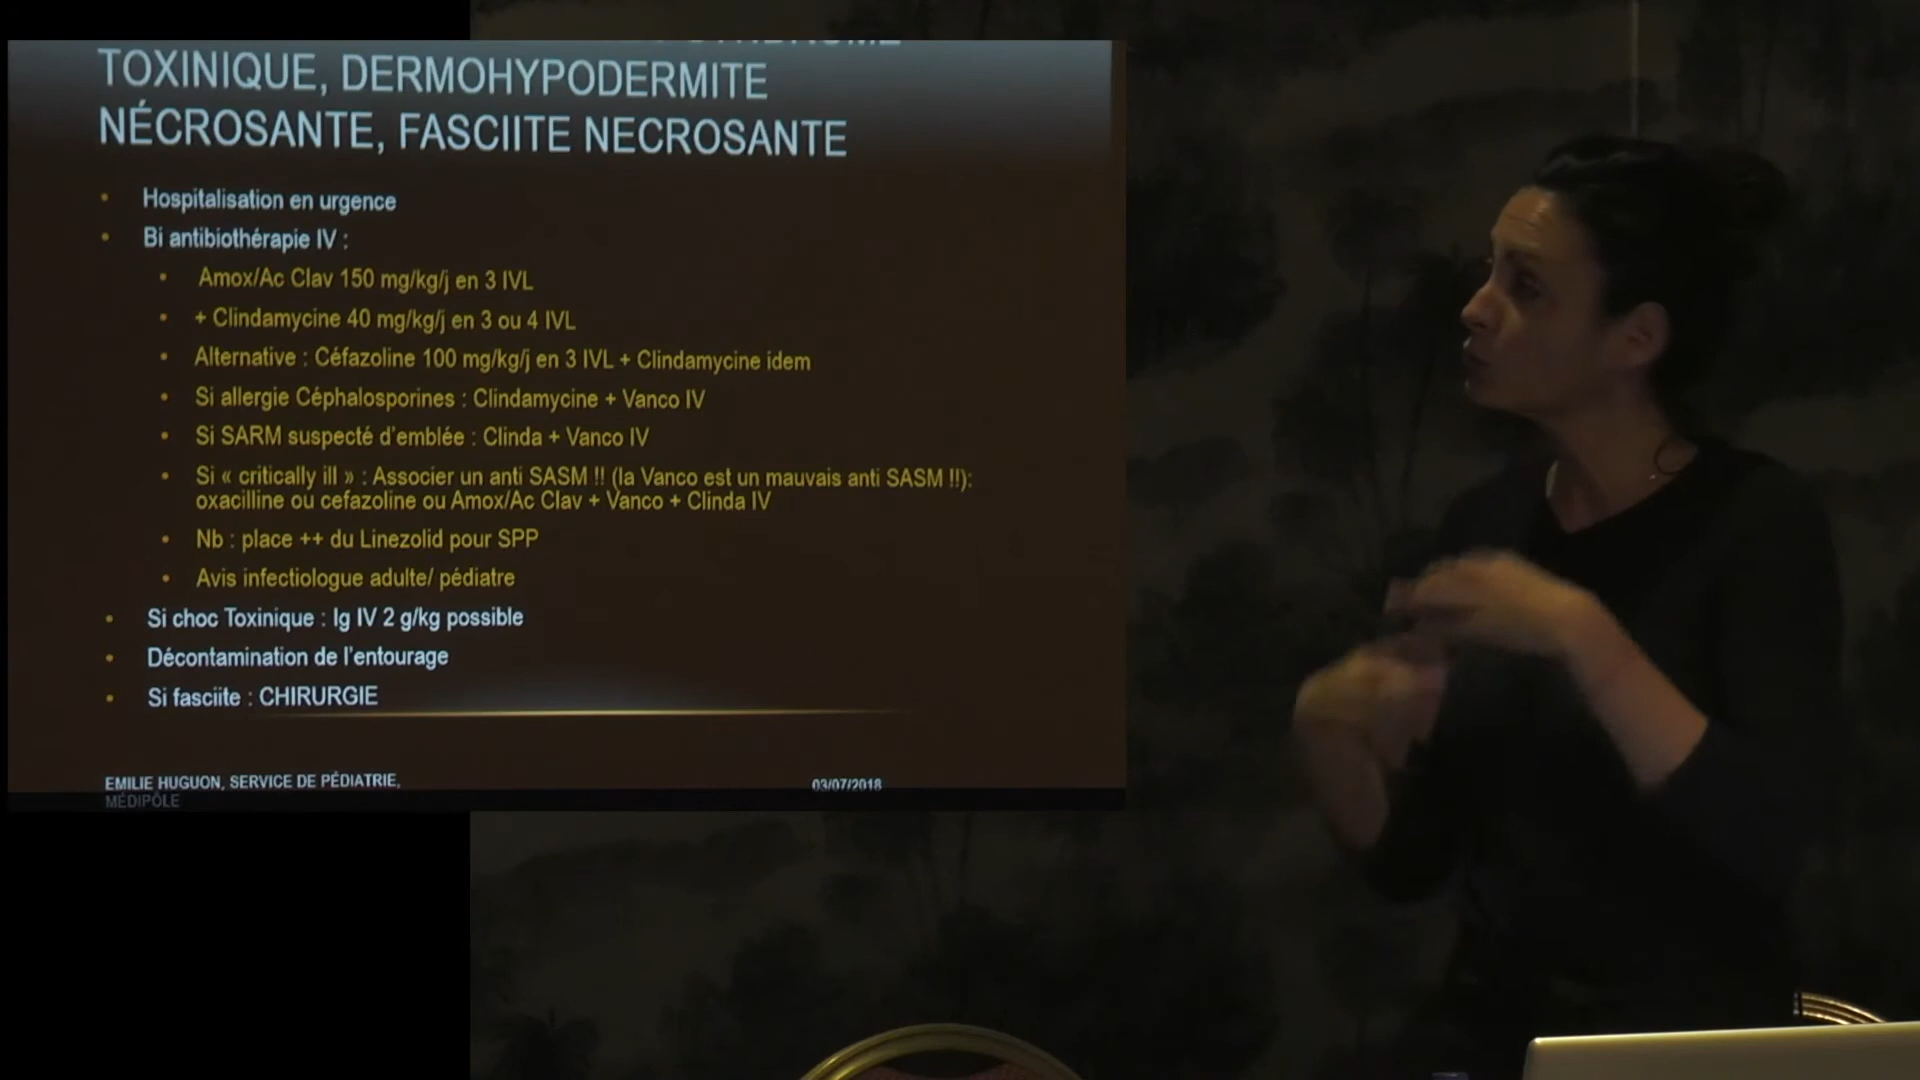 TOXINIQUE, DERMOHYPODERMITE
NÉCROSANTE, FASCIITE NECROSANTE
• Hospitalisation en urgence
• Bi antibiothérapie IV :
• Amox/Ac Clav 150 mg/kg/j en 3 IVL
• + Clindamycine 40 mg/kg/j en 3 ou 4 IVL
• Alternative : Céfazoline 100 mg/kg/j en 3 IVL + Clindamycine idem
• Si allergie Céphalosporines : Clindamycine + Vanco IV
• Si SARM suspecté d'emblée : Clinda + Vanco IV
• Si « critically ill » : Associer un anti SASM !! (la Vanco est un mauvais anti SASM !!):
oxacilline ou cefazoline ou Amox/Ac Clav + Vanco + Clinda IV
• Nb : place ++ du Linezolid pour SPP
• Avis infectiologue adulte/ pédiatre
• Si choc Toxinique : Ig IV 2 g/kg possible
• Décontamination de l'entourage
• Si fasciite : CHIRURGIE
EMILIE HUGUON, SERVICE DE PÉDIATRIE,
MÉDIPÔLE
03/07/2018